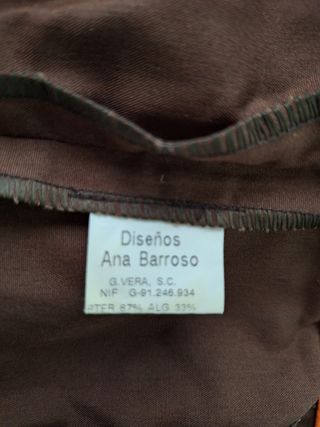 Diseños
Ana Barroso
G.VERA, S.C.
NIF G-91.246.934
PTER 67% ALG 33%